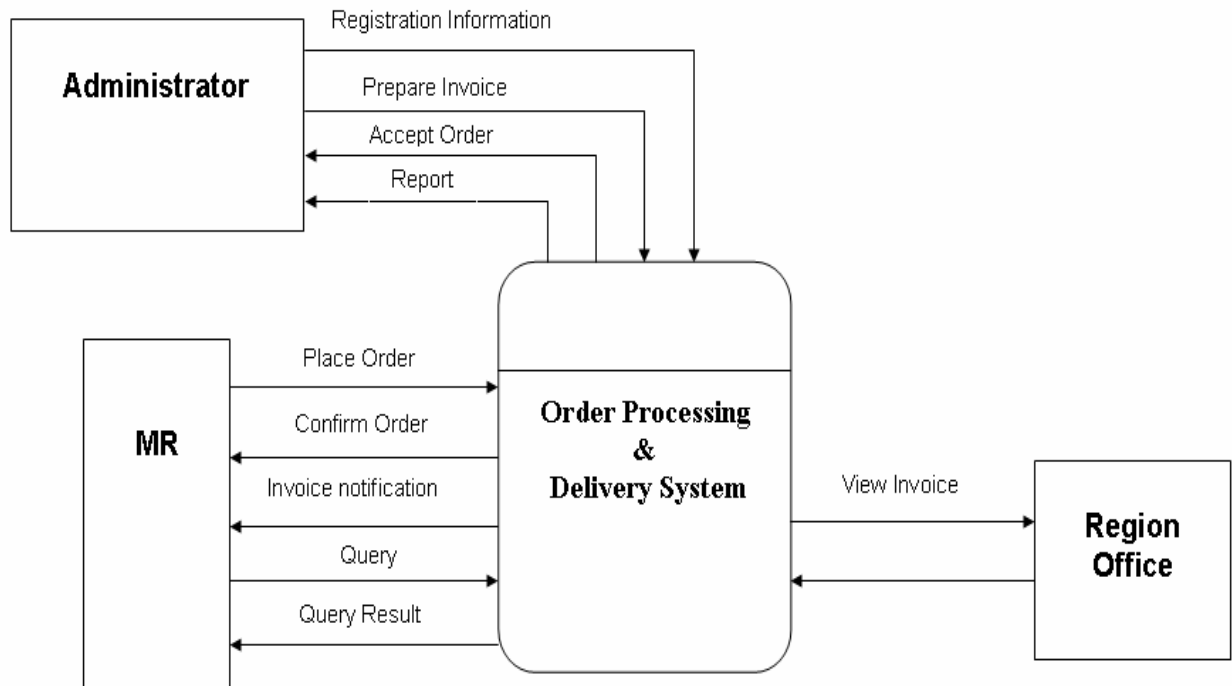 Registration Information
Administrator
Prepare Invoice
Accept Order
Report
Place Order
Confirm Order
MR
Invoice notification
Query
Query Result
Order Processing
&
Delivery System
View Invoice
Region
Office